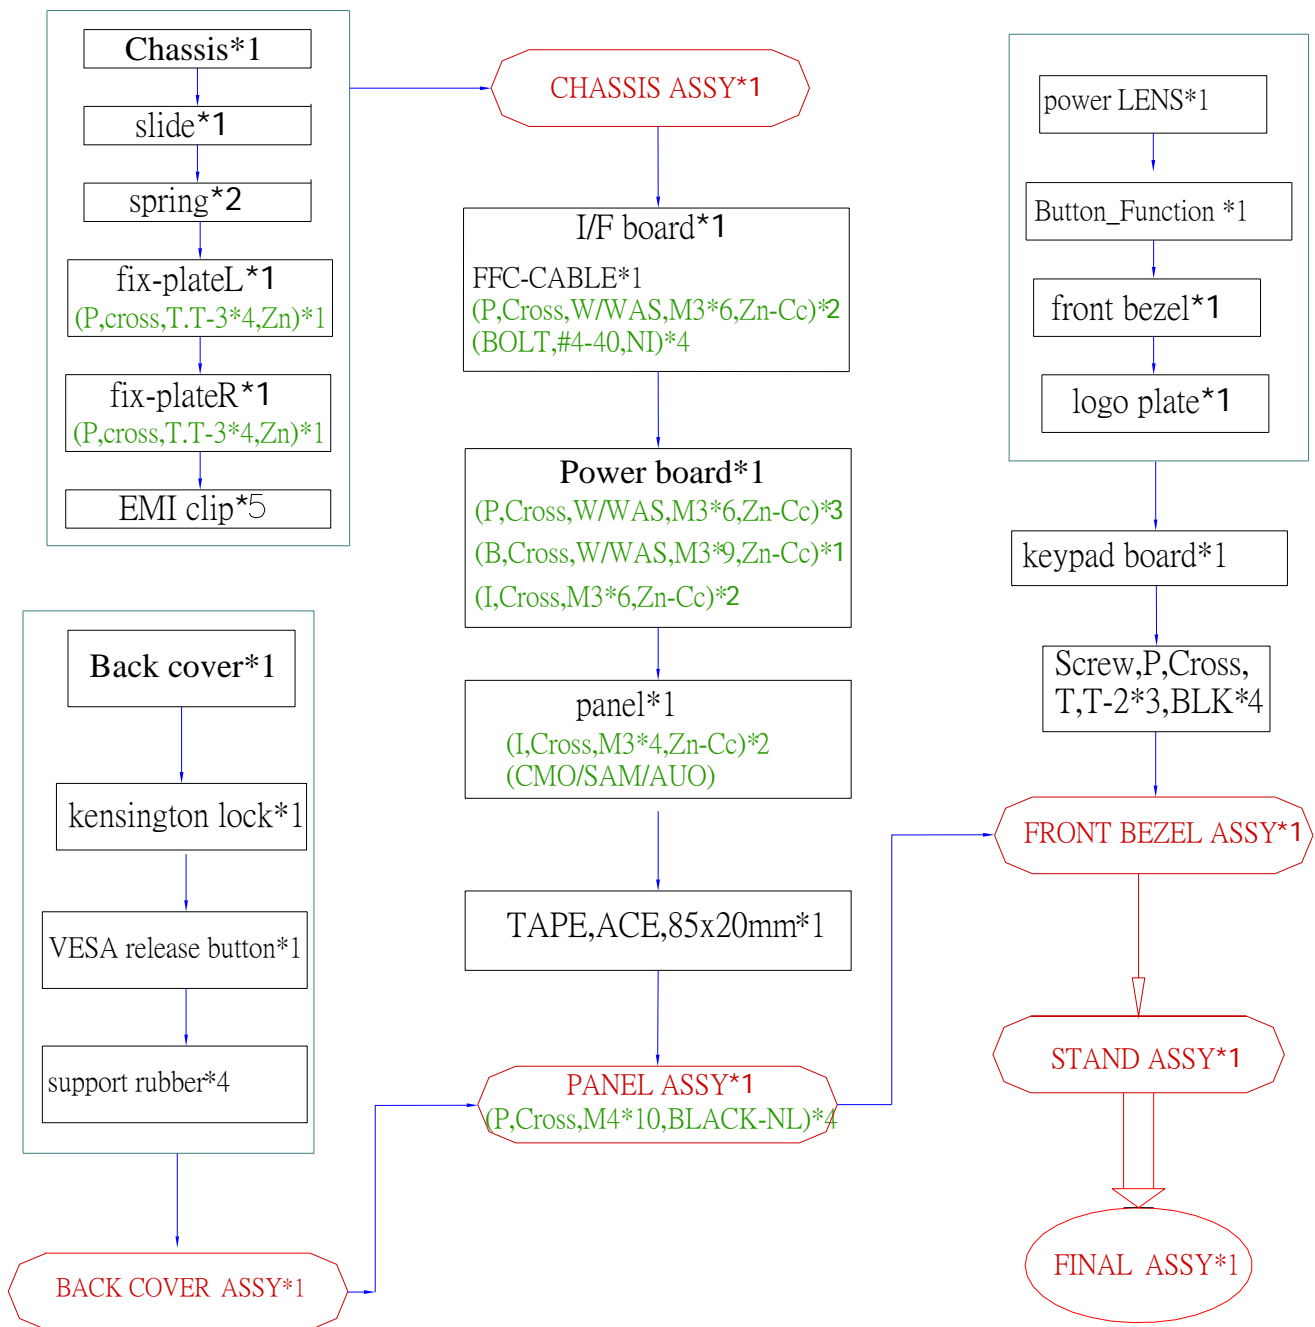 Chassis*1
slide*1
spring*2
fix-plateL*1
(P,cross,T.T-3*4,Zn)*1
fix-plateR*1
(P,cross,T.T-3*4,Zn)*1
EMI clip*5
Back cover*1
kensington lock*1
VESA release button*1
support rubber*4
BACK COVER ASSY*1
CHASSIS ASSY*1
I/F board*1
FFC-CABLE*1
(P,Cross,W/WAS,M3*6,Zn-Cc)*2
(BOLT,#4-40,NI)*4
Power board*1
(P,Cross,W/WAS,M3*6,Zn-Cc)*3
(B,Cross,W/WAS,M3*9,Zn-Cc)*1
(I,Cross,M3*6,Zn-Cc)*2
panel*1
(I,Cross,M3*4,Zn-Cc)*2
(CMO/SAM/AUO)
TAPE,ACE,85x20mm*1
PANEL ASSY*1
(P,Cross,M4*10,BLACK-NL)*4
power LENS*1
Button_Function *1
front bezel*1
logo plate*1
keypad board*1
Screw,P,Cross,
T,T-2*3,BLK*4
FRONT BEZEL ASSY*1
STAND ASSY*1
FINAL ASSY*1